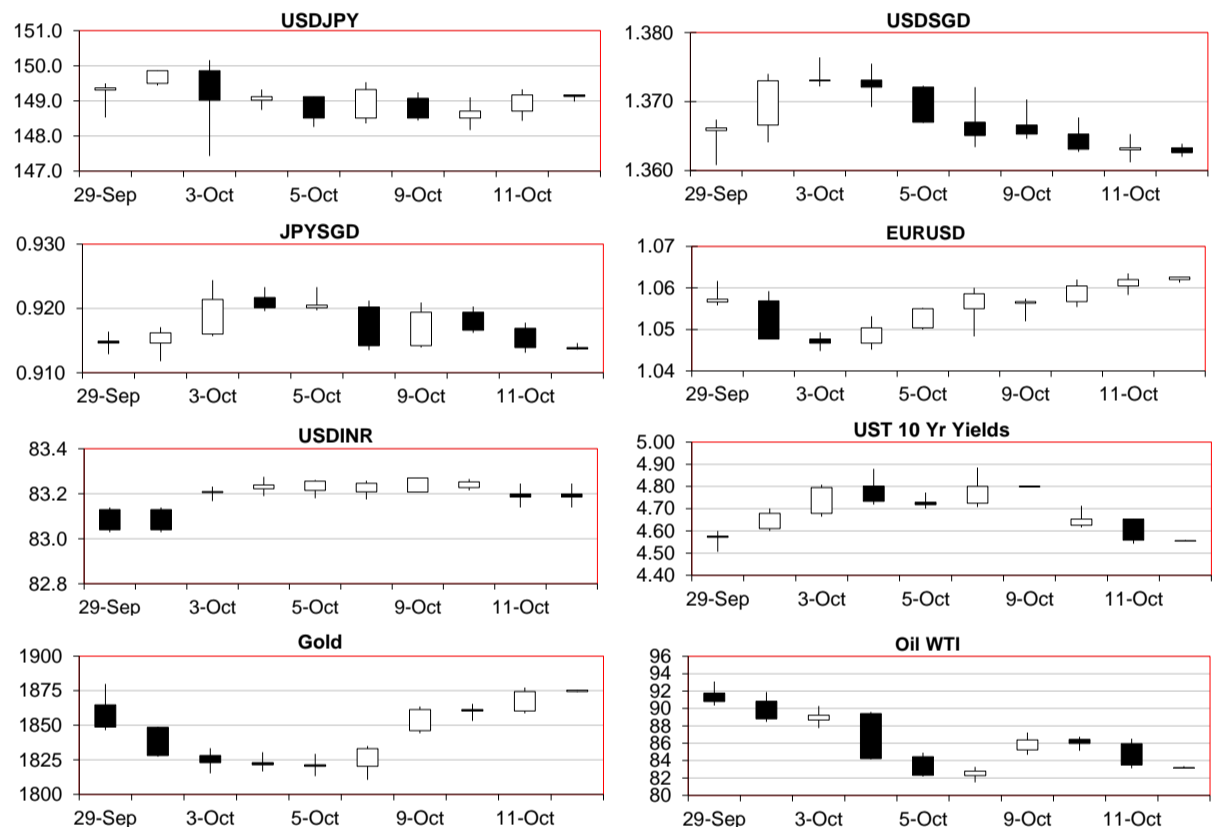 USDJPY
151.0
150.0
149.0
148.0
147.0
29-Sep 3-Oct 5-Oct 9-Oct 11-Oct
USDSGD
1.380
1.370
1.360
29-Sep 3-Oct 5-Oct 9-Oct 11-Oct
JPYSGD
0.930
0.920
0.910
29-Sep 3-Oct 5-Oct 9-Oct 11-Oct
EURUSD
1.07
1.06
1.05
1.04
29-Sep 3-Oct 5-Oct 9-Oct 11-Oct
USDINR
83.4
83.2
83.0
82.8
29-Sep 3-Oct 5-Oct 9-Oct 11-Oct
UST 10 Yr Yields
5.00
4.90
4.80
4.70
4.60
4.50
4.40
29-Sep 3-Oct 5-Oct 9-Oct 11-Oct
Gold
1900
1875
1850
1825
1800
29-Sep 3-Oct 5-Oct 9-Oct 11-Oct
Oil WTI
96
94
92
90
88
86
84
82
80
29-Sep 3-Oct 5-Oct 9-Oct 11-Oct